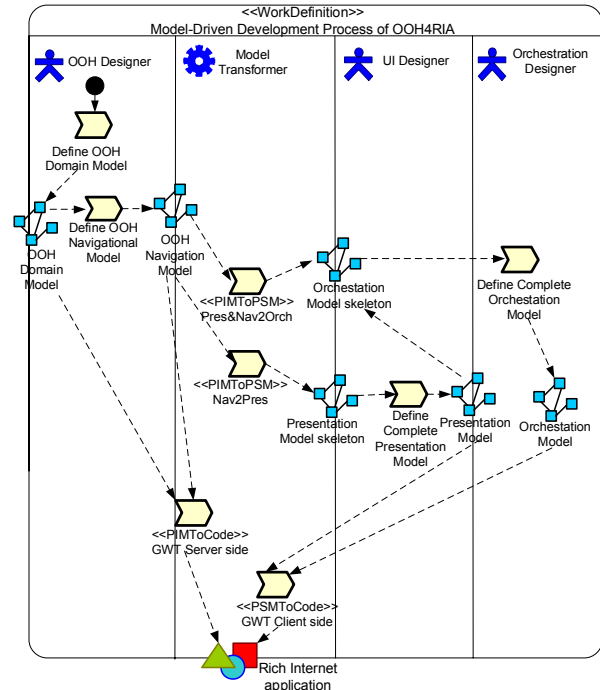 <<WorkDefinition>>
Model-Driven Development Process of OOH4RIA
OOH Designer
Model
Transformer
UI Designer
Orchestration
Designer
Define OOH
Domain Model
OOH
Domain
Model
Define OOH
Navigational
Model
OOH
Navigation
Model
<<PIMToPSM>>
Pres&Nav2Orch
Orchestation
Model skeleton
Define Complete
Orchestation
Model
<<PIMToPSM>>
Nav2Pres
Presentation
Model skeleton
Define
Complete
Presentation
Model
Presentation
Model
Orchestation
Model
<<PIMToCode>>
GWT Server side
<<PSMToCode>>
GWT Client side
Rich Internet
application